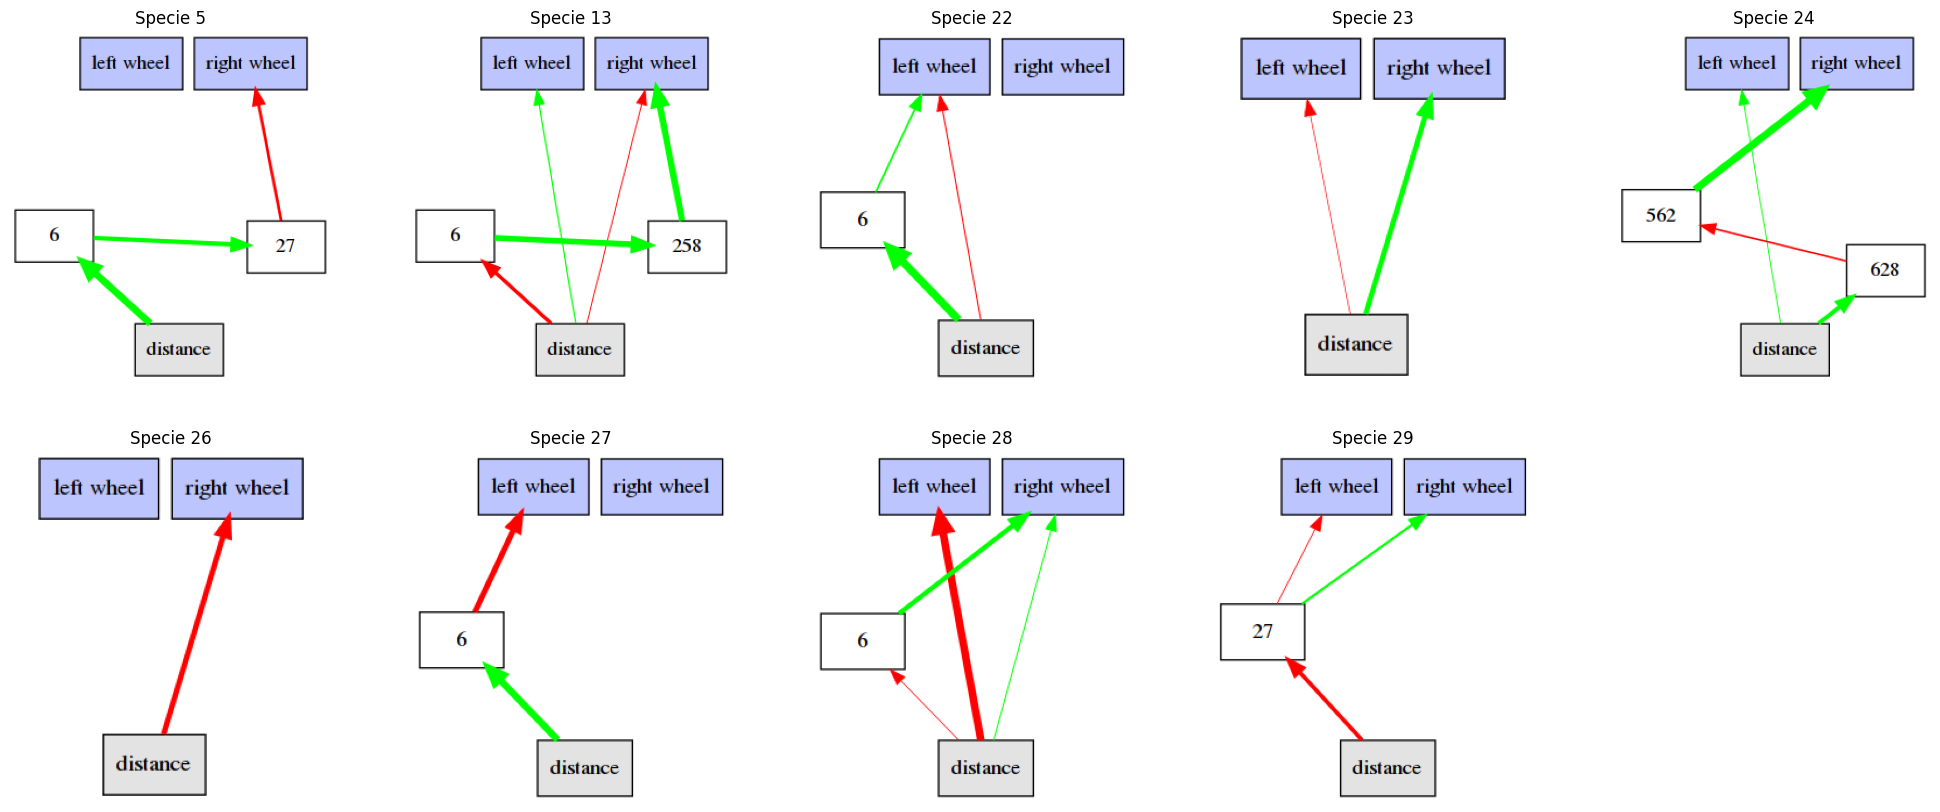 Specie 5
left wheel
right wheel
6
27
distance
Specie 13
left wheel
right wheel
6
258
distance
Specie 22
left wheel
right wheel
6
distance
Specie 23
left wheel
right wheel
distance
Specie 24
left wheel
right wheel
562
628
distance
Specie 26
left wheel
right wheel
distance
Specie 27
left wheel
right wheel
6
distance
Specie 28
left wheel
right wheel
6
distance
Specie 29
left wheel
right wheel
27
distance